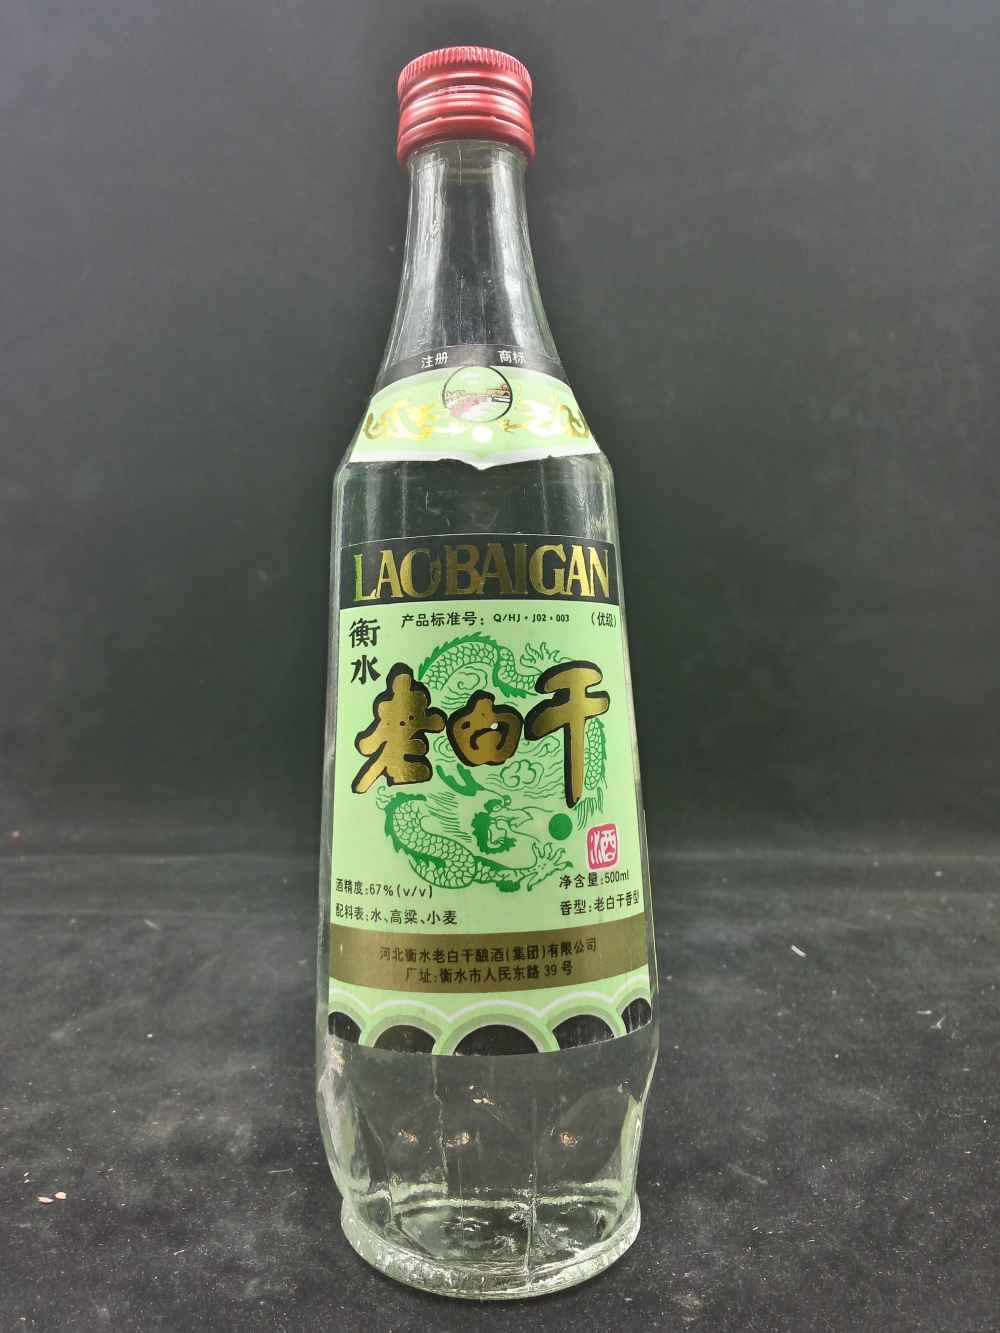 注册 商标
LAOBAIGAN
产品标准号：Q/HJ·J02·003 （优级）
衡水
老白干
酒
酒精度:67%(v/v)
净含量:500ml
配料表:水、高粱、小麦
香型:老白干香型
河北衡水老白干酿酒(集团)有限公司
厂址:衡水市人民东路 39 号